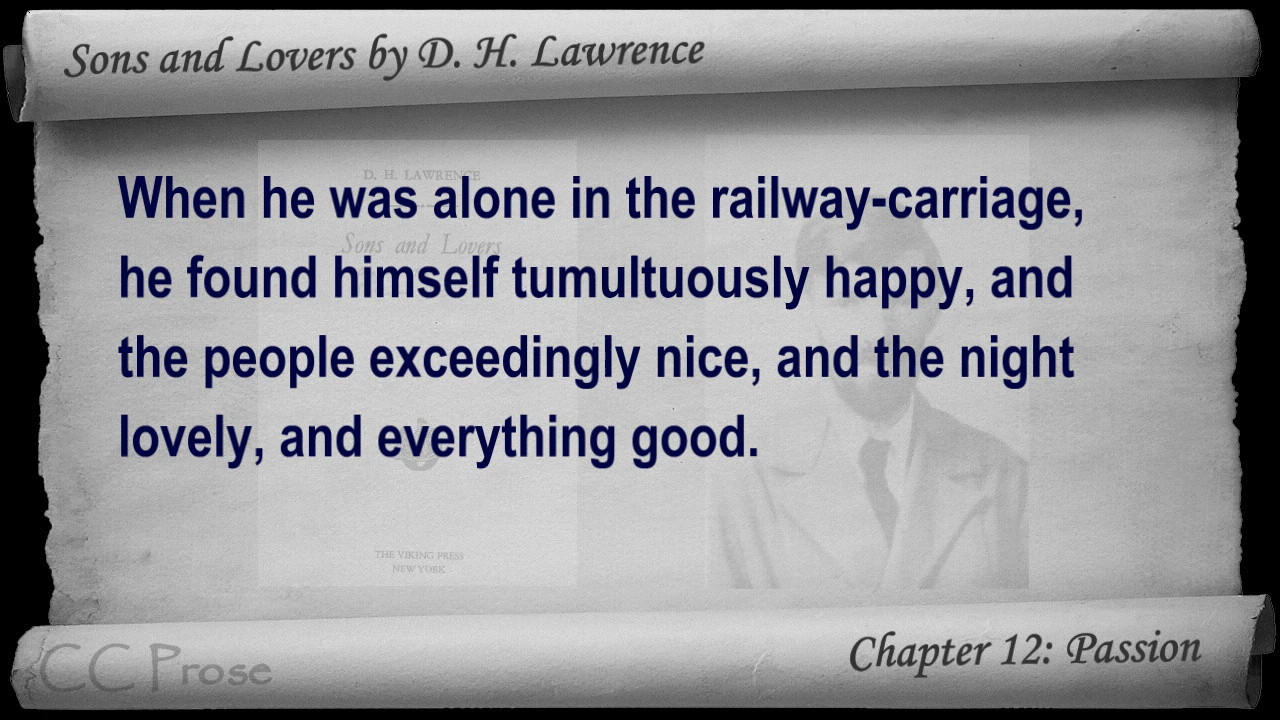 Sons and Lovers by D. H. Lawrence
D. H. LAWRENCE
Sons and Lovers
When he was alone in the railway-carriage,
he found himself tumultuously happy, and
the people exceedingly nice, and the night
lovely, and everything good.
THE VIKING PRESS
NEW YORK
CC Prose
Chapter 12: Passion